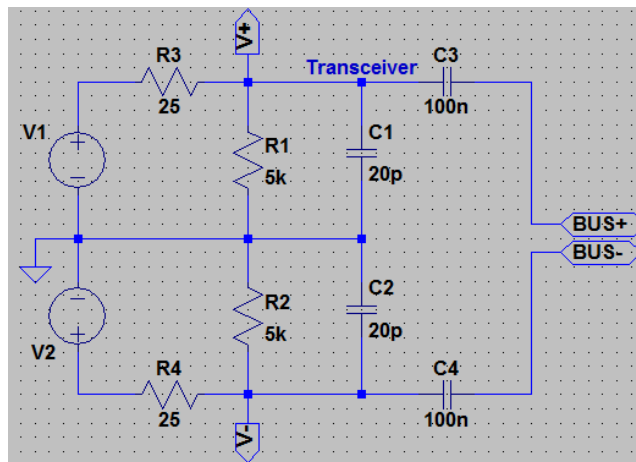 V+
R3
Transceiver
C3
25
100n
V1
+
−
R1
5k
C1
20p
BUS+
BUS-
−
+
V2
R2
5k
C2
20p
R4
25
C4
100n
V-